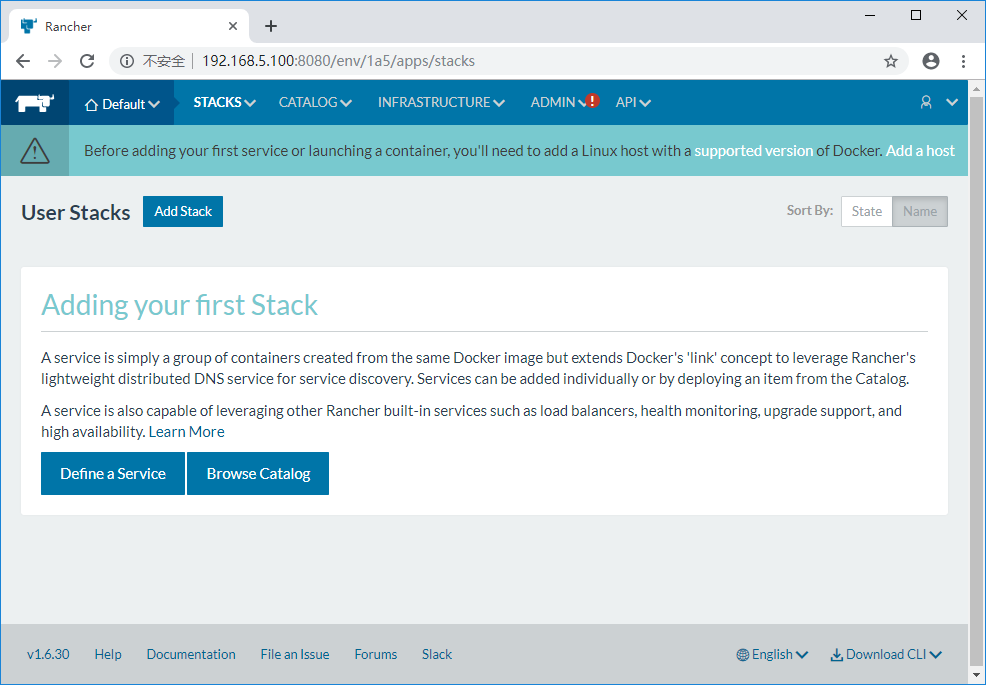 Rancher
不安全 192.168.5.100:8080/env/1a5/apps/stacks
Default STACKS CATALOG INFRASTRUCTURE ADMIN ! API
Before adding your first service or launching a container, you'll need to add a Linux host with a supported version of Docker. Add a host
User Stacks Add Stack Sort By: State Name
Adding your first Stack
A service is simply a group of containers created from the same Docker image but extends Docker's 'link' concept to leverage Rancher's
lightweight distributed DNS service for service discovery. Services can be added individually or by deploying an item from the Catalog.
A service is also capable of leveraging other Rancher built-in services such as load balancers, health monitoring, upgrade support, and
high availability. Learn More
Define a Service Browse Catalog
v1.6.30 Help Documentation File an Issue Forums Slack English Download CLI